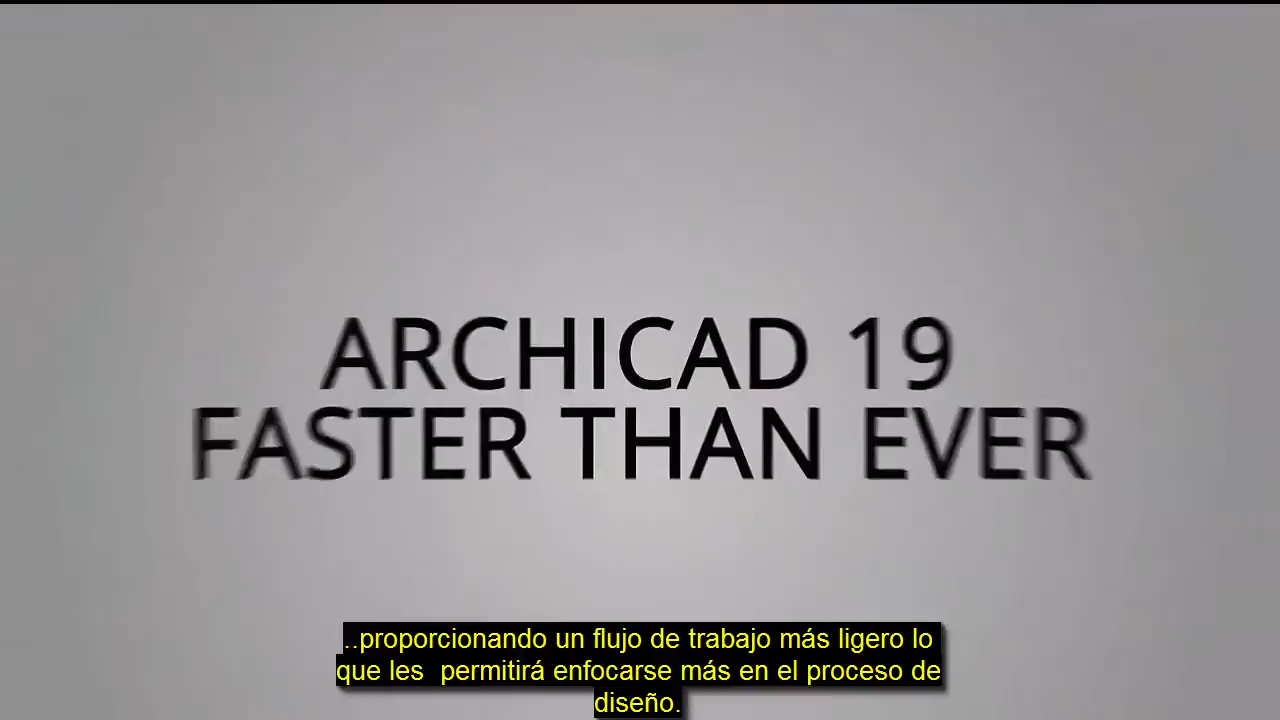 ARCHICAD 19
FASTER THAN EVER
..proporcionando un flujo de trabajo más ligero lo
que les  permitirá enfocarse más en el proceso de
diseño.